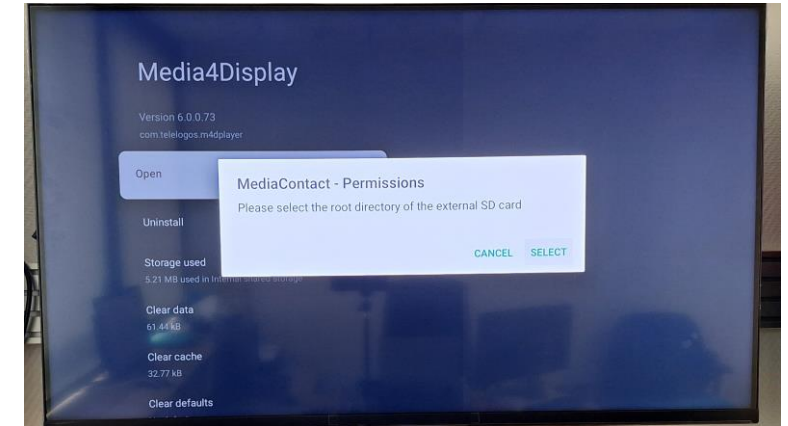 Media4Display
Version 6.0.0.73
com.telelogos.m4dplayer
Open
MediaContact - Permissions
Please select the root directory of the external SD card
CANCEL SELECT
Uninstall
Storage used
5.21 MB used in Internal shared storage
Clear data
61.44 kB
Clear cache
32.77 kB
Clear defaults